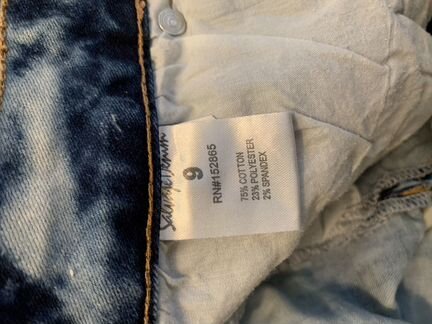 9
RN#152865
75% COTTON
23% POLYESTER
2% SPANDEX